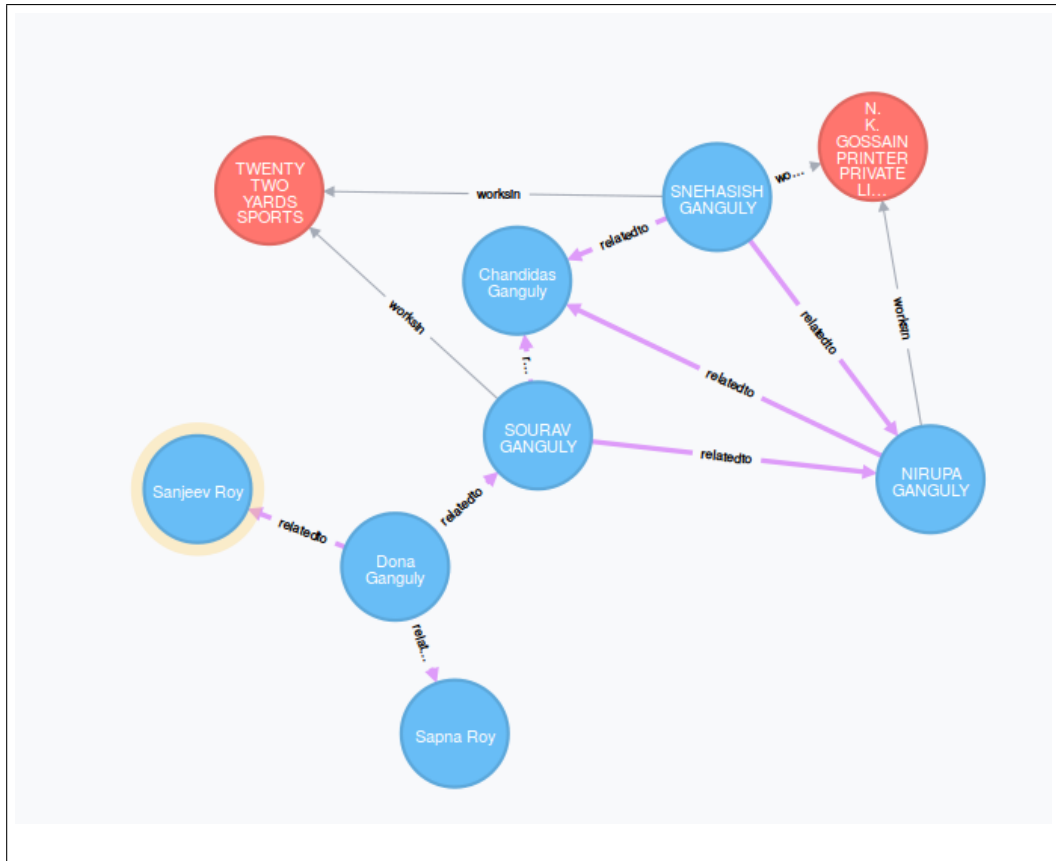 N.
K.
GOSSAIN
PRINTER
PRIVATE
LI...
TWENTY
TWO
YARDS
SPORTS
SNEHASISH
GANGULY
wo...
worksIn
relatedto
Chandidas
Ganguly
worksIn
relatedto
worksIn
r...
relatedto
SOURAV
GANGULY
relatedto
NIRUPA
GANGULY
Sanjeev Roy
relatedto
relatedto
Dona
Ganguly
relat...
Sapna Roy